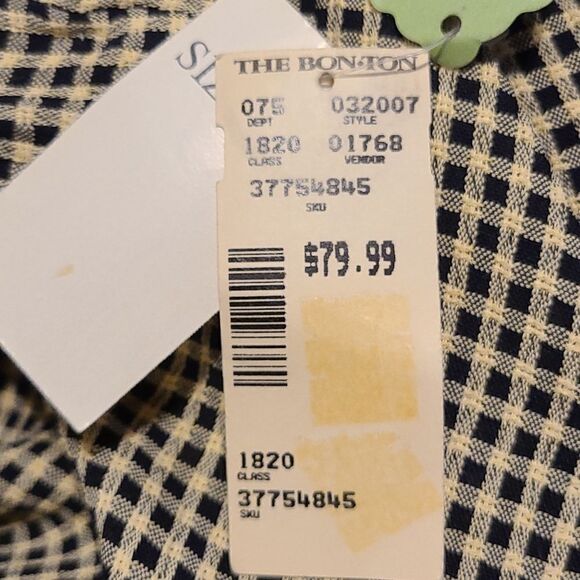 THE BON·TON
075 032007
DEPT STYLE
1820 01768
CLASS VENDOR
37754845
SKU
$79.99
1820
CLASS
37754845
SKU